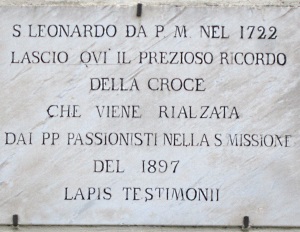 S LEONARDO DA P M NEL 1722
LASCIO QVI IL PREZIOSO RICORDO
DELLA CROCE
CHE VIENE RIALZATA
DAI PP PASSIONISTI NELLA S MISSIONE
DEL 1897
LAPIS TESTIMONII